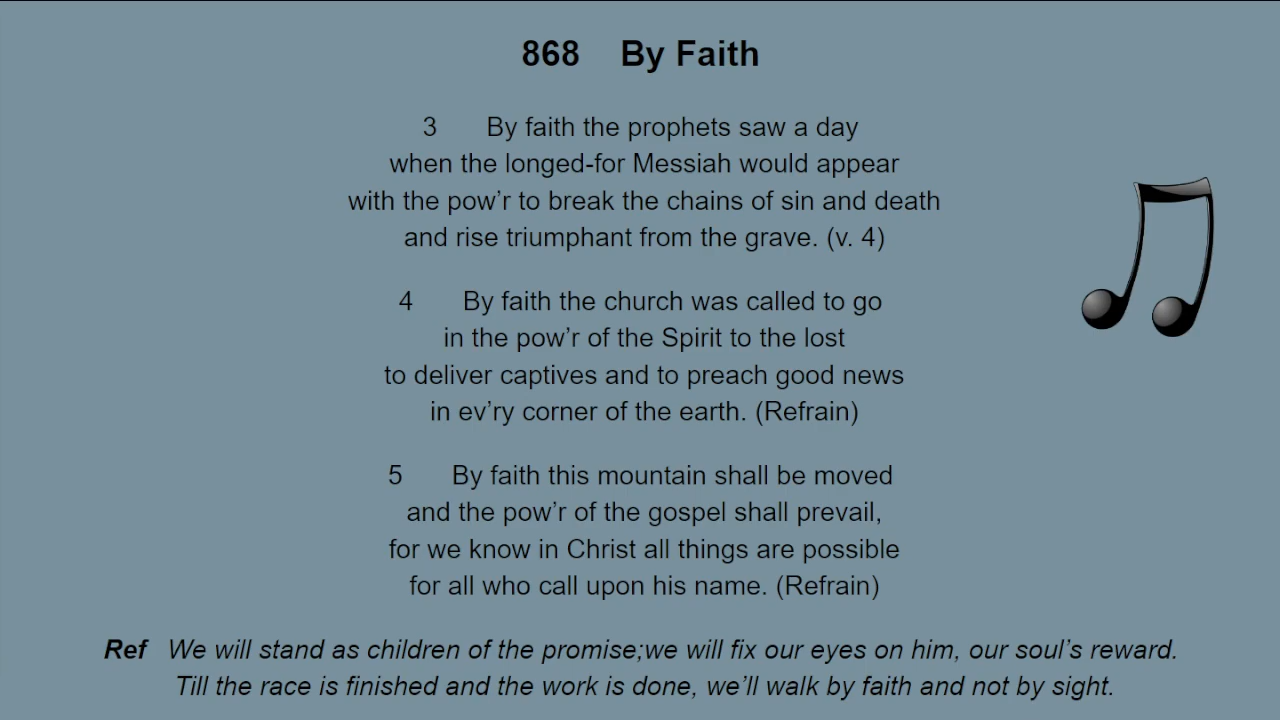 868 By Faith
3 By faith the prophets saw a day
when the longed-for Messiah would appear
with the pow’r to break the chains of sin and death
and rise triumphant from the grave. (v. 4)
4 By faith the church was called to go
in the pow’r of the Spirit to the lost
to deliver captives and to preach good news
in ev’ry corner of the earth. (Refrain)
5 By faith this mountain shall be moved
and the pow’r of the gospel shall prevail,
for we know in Christ all things are possible
for all who call upon his name. (Refrain)
Ref We will stand as children of the promise;we will fix our eyes on him, our soul’s reward.
Till the race is finished and the work is done, we’ll walk by faith and not by sight.